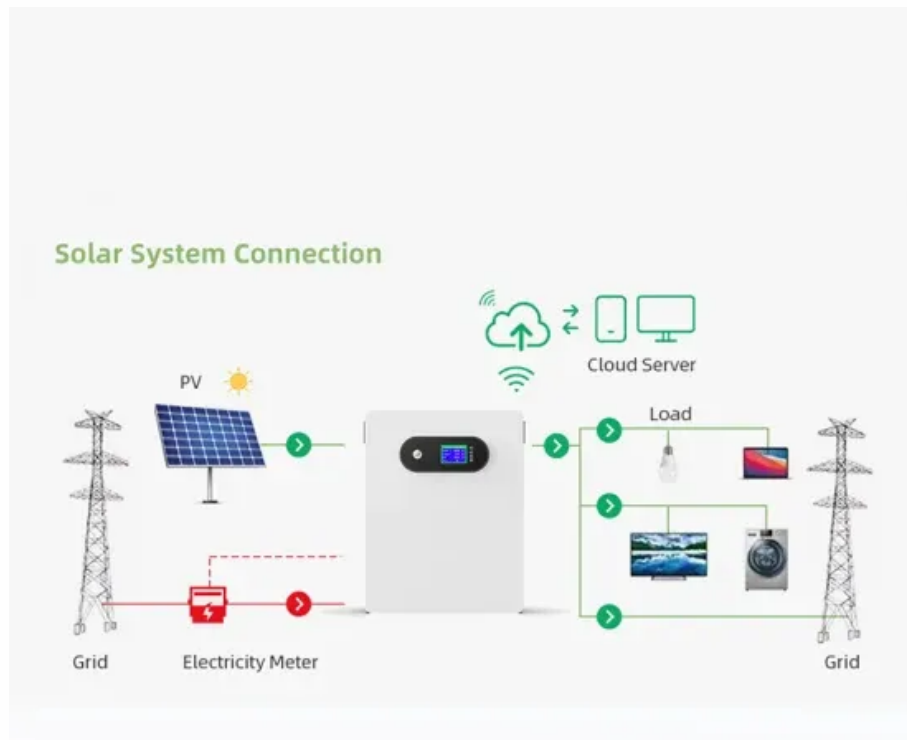 Solar System Connection
Cloud Server
PV
Load
Grid
Electricity Meter
Grid